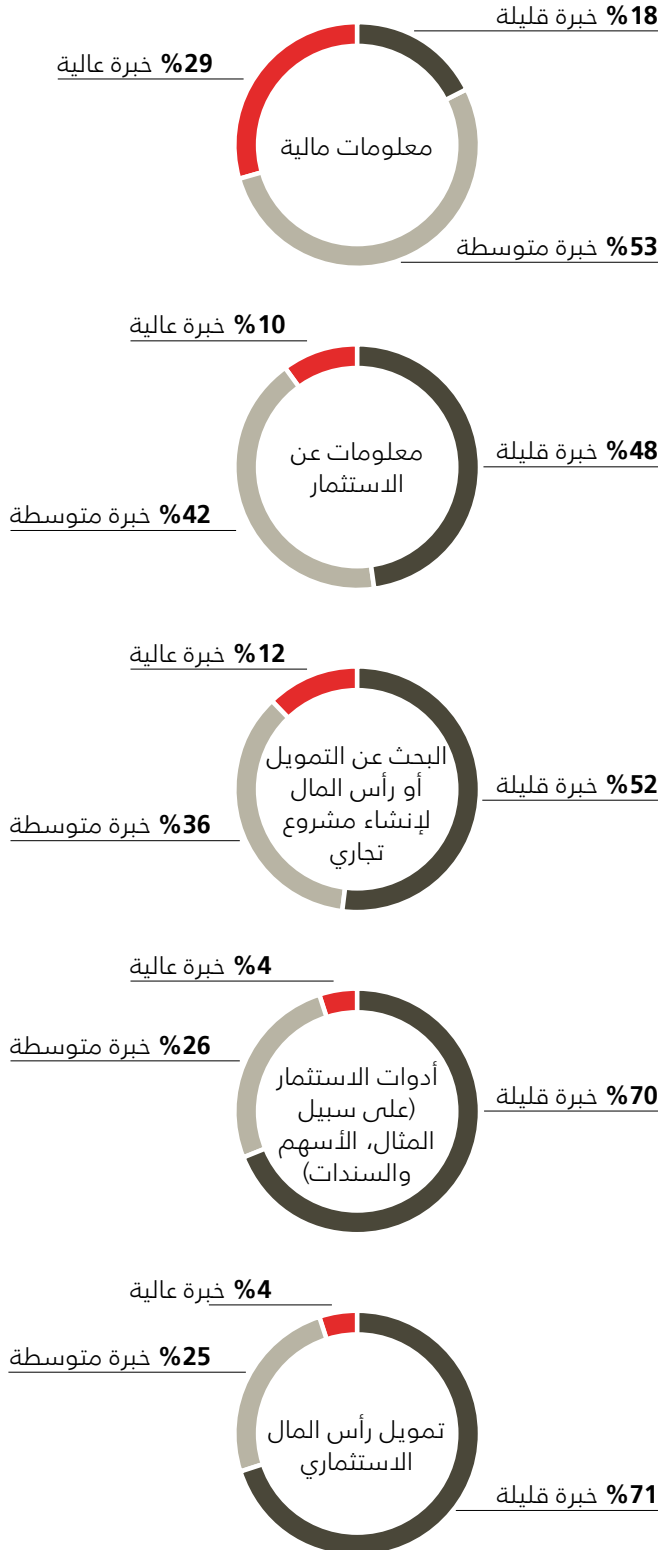 %18 خبرة قليلة
%29 خبرة عالية
معلومات مالية
%53 خبرة متوسطة
%10 خبرة عالية
%48 خبرة قليلة
معلومات عن
الاستثمار
%42 خبرة متوسطة
%12 خبرة عالية
%52 خبرة قليلة
البحث عن التمويل
أو رأس المال
لإنشاء مشروع
تجاري
%36 خبرة متوسطة
%4 خبرة عالية
%26 خبرة متوسطة
%70 خبرة قليلة
أدوات الاستثمار
(على سبيل
المثال، الأسهم
والسندات)
%4 خبرة عالية
%25 خبرة متوسطة
تمويل رأس المال
الاستثماري
%71 خبرة قليلة